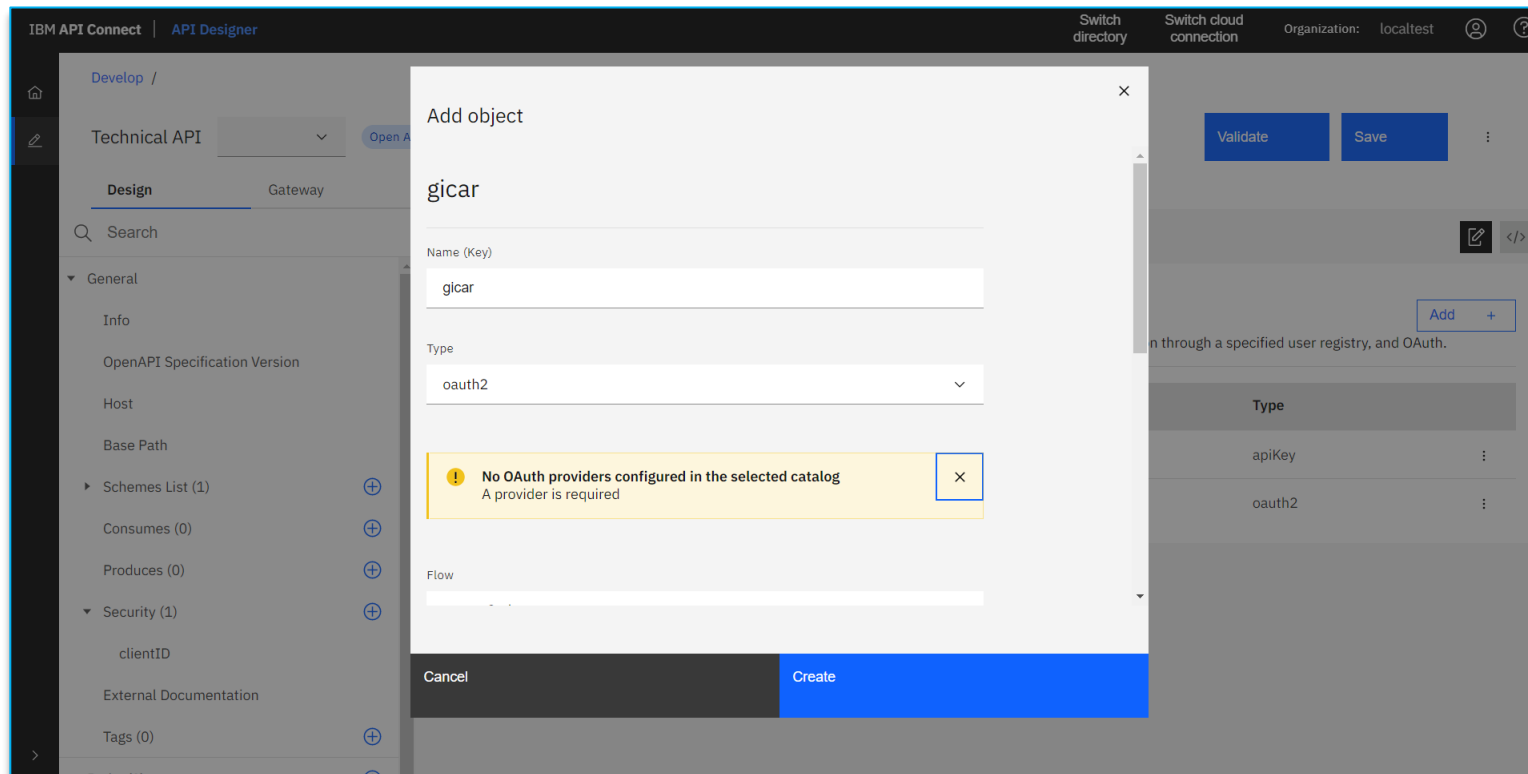 IBM API Connect | API Designer
Switch directory
Switch cloud connection
Organization: localtest
Develop /
Technical API
Open A
Validate
Save
Design
Gateway
Search
General
Info
OpenAPI Specification Version
Host
Base Path
Schemes List (1)
Consumes (0)
Produces (0)
Security (1)
clientID
External Documentation
Tags (0)
Add object
gicar
Name (Key)
gicar
Type
oauth2
No OAuth providers configured in the selected catalog
A provider is required
Flow
Cancel
Create
Add +
n through a specified user registry, and OAuth.
Type
apiKey
oauth2